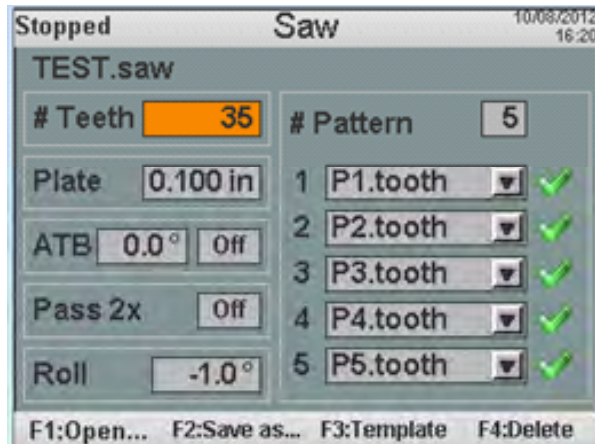 Stopped Saw 10/08/2012
16:20
TEST.saw
# Teeth 35
Plate 0.100 in
ATB 0.0° Off
Pass 2x Off
Roll -1.0°
# Pattern 5
1 P1.tooth
2 P2.tooth
3 P3.tooth
4 P4.tooth
5 P5.tooth
F1:Open... F2:Save as... F3:Template F4:Delete